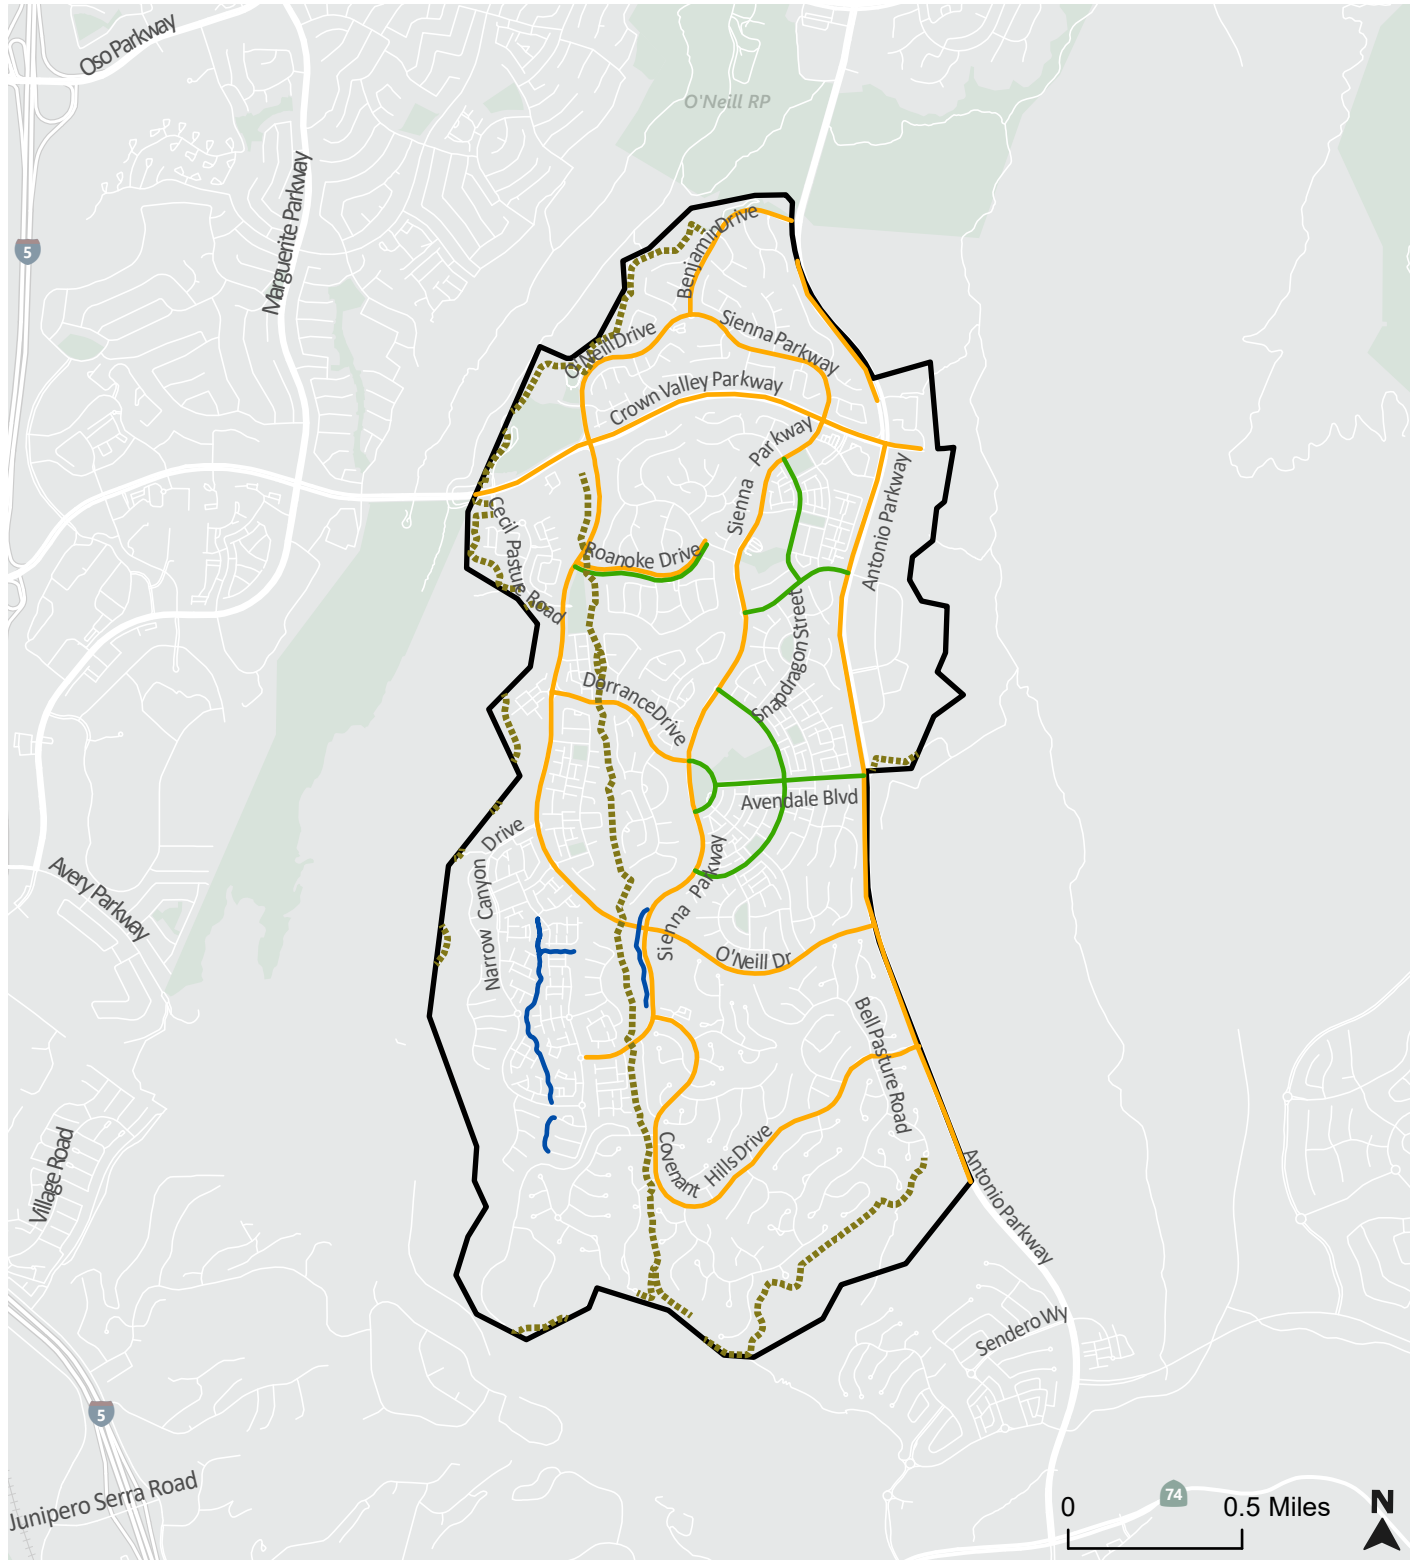 Oso Parkway
O'Neill RP
Marguerite Parkway
5
Benjamin Drive
Sienna Parkway
O'Neill Drive
Crown Valley Parkway
Sienna Parkway
Antonio Parkway
Cecil Pastue Road
Roanoke Drive
Snapdragon Street
Dorrance Drive
Avendale Blvd
Narrow Canyon Drive
Sienna Parkway
Avery Parkway
O'Neill Dr
Bell Pasture Road
Covenant Hills Drive
Village Road
Antonio Parkway
Sendero Wy
5
Junipero Serra Road
74
0 0.5 Miles
N